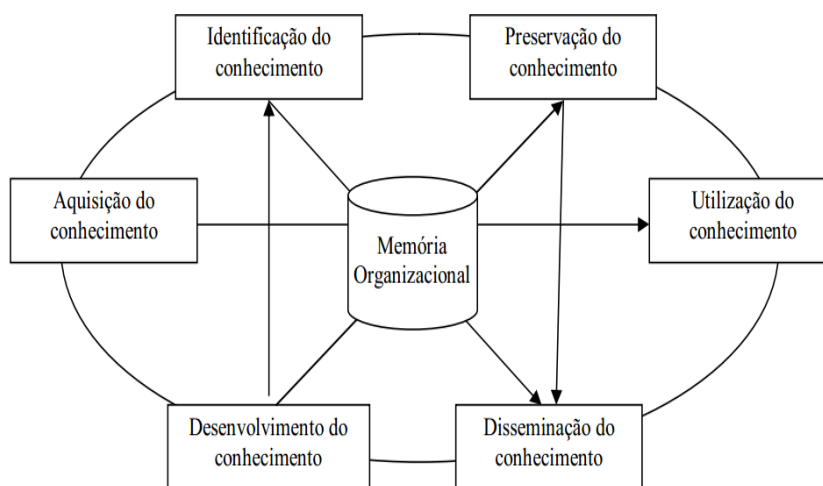 Identificação do
conhecimento
Preservação do
conhecimento
Aquisição do
conhecimento
Memória
Organizacional
Utilização do
conhecimento
Desenvolvimento do
conhecimento
Disseminação do
conhecimento